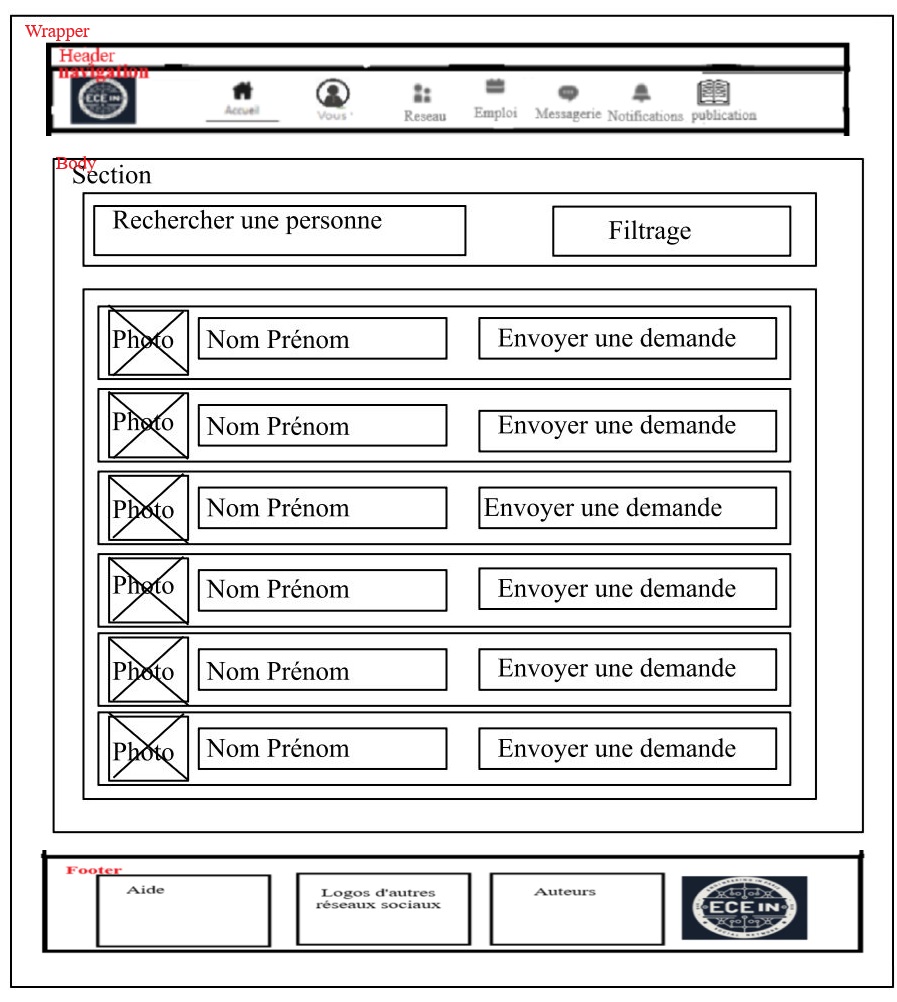 Wrapper
Header
navigation
ECE IN
Accueil
Vous
Reseau
Emploi
Messagerie
Notifications
publication
Body
Section
Rechercher une personne
Filtrage
Photo
Nom Prénom
Envoyer une demande
Photo
Nom Prénom
Envoyer une demande
Photo
Nom Prénom
Envoyer une demande
Photo
Nom Prénom
Envoyer une demande
Photo
Nom Prénom
Envoyer une demande
Photo
Nom Prénom
Envoyer une demande
Footer
Aide
Logos d'autres
réseaux sociaux
Auteurs
ECE IN
SOCIAL NETWORK